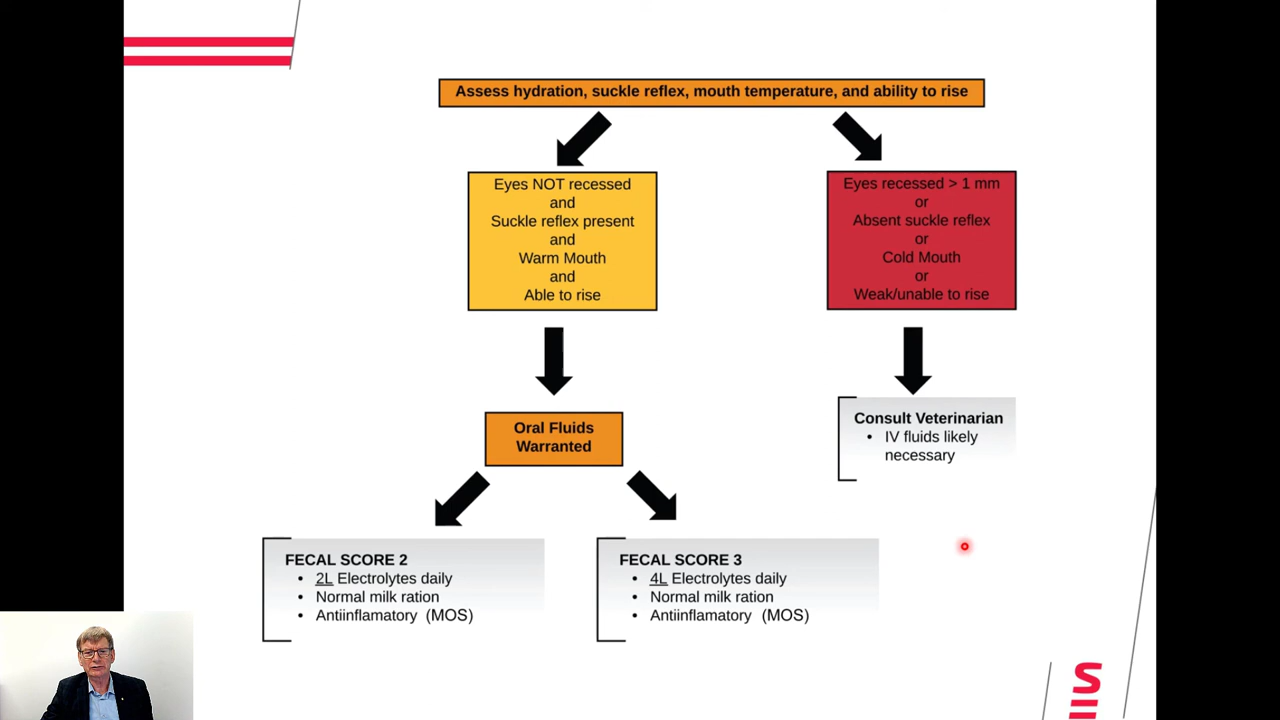 Assess hydration, suckle reflex, mouth temperature, and ability to rise
Eyes NOT recessed
and
Suckle reflex present
and
Warm Mouth
and
Able to rise
Eyes recessed > 1 mm
or
Absent suckle reflex
or
Cold Mouth
or
Weak/unable to rise
Oral Fluids
Warranted
Consult Veterinarian
• IV fluids likely
necessary
FECAL SCORE 2
• 2L Electrolytes daily
• Normal milk ration
• Antiinflamatory (MOS)
FECAL SCORE 3
• 4L Electrolytes daily
• Normal milk ration
• Antiinflamatory (MOS)